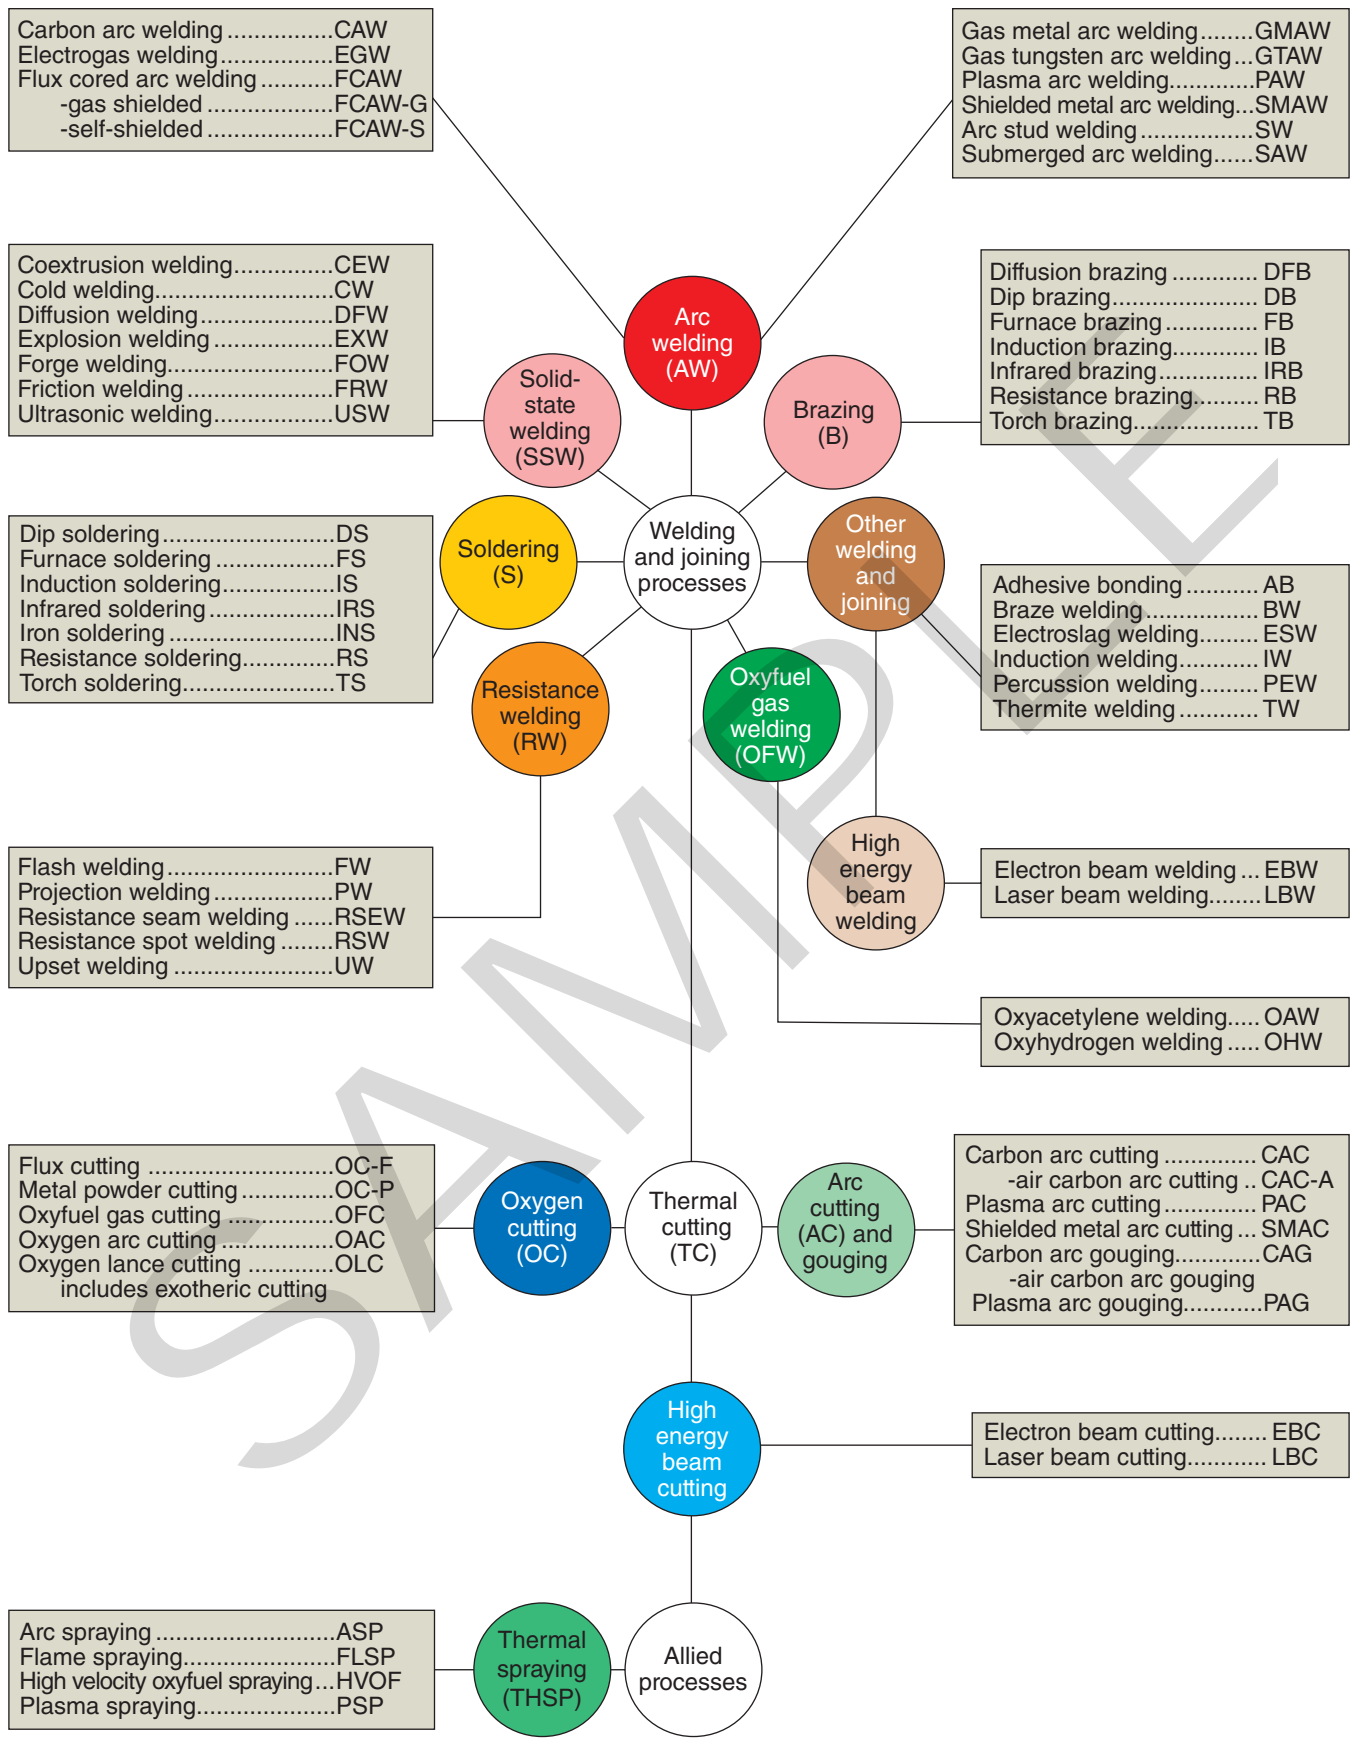 Carbon arc welding ................CAW
Electrogas welding .................EGW
Flux cored arc welding ...........FCAW
-gas shielded ...................FCAW-G
-self-shielded ...................FCAW-S
Gas metal arc welding........GMAW
Gas tungsten arc welding...GTAW
Plasma arc welding.............PAW
Shielded metal arc welding...SMAW
Arc stud welding .................SW
Submerged arc welding......SAW
Coextrusion welding...............CEW
Cold welding..........................CW
Diffusion welding....................DFW
Explosion welding ..................EXW
Forge welding.........................FOW
Friction welding ......................FRW
Ultrasonic welding..................USW
Arc
welding
(AW)
Solid-
state
welding
(SSW)
Brazing
(B)
Diffusion brazing ............. DFB
Dip brazing...................... DB
Furnace brazing .............. FB
Induction brazing............. IB
Infrared brazing ............... IRB
Resistance brazing.......... RB
Torch brazing................... TB
Dip soldering..........................DS
Furnace soldering ..................FS
Induction soldering.................IS
Infrared soldering ...................IRS
Iron soldering .........................INS
Resistance soldering..............RS
Torch soldering.......................TS
Soldering
(S)
Welding
and joining
processes
Other
welding
and
joining
Adhesive bonding ............ AB
Braze welding .................. BW
Electroslag welding.......... ESW
Induction welding............. IW
Percussion welding .......... PEW
Thermite welding ............. TW
Resistance
welding
(RW)
Oxyfuel
gas
welding
(OFW)
High
energy
beam
welding
Flash welding .........................FW
Projection welding ..................PW
Resistance seam welding ......RSEW
Resistance spot welding ........RSW
Upset welding ........................UW
Electron beam welding ... EBW
Laser beam welding........ LBW
Oxyacetylene welding..... OAW
Oxyhydrogen welding ..... OHW
Flux cutting ............................OC-F
Metal powder cutting..............OC-P
Oxyfuel gas cutting ................OFC
Oxygen arc cutting .................OAC
Oxygen lance cutting .............OLC
includes exotheric cutting
Oxygen
cutting
(OC)
Thermal
cutting
(TC)
Arc
cutting
(AC) and
gouging
Carbon arc cutting .............. CAC
-air carbon arc cutting .. CAC-A
Plasma arc cutting .............. PAC
Shielded metal arc cutting ... SMAC
Carbon arc gouging.............CAG
-air carbon arc gouging
Plasma arc gouging............PAG
High
energy
beam
cutting
Electron beam cutting........ EBC
Laser beam cutting............ LBC
Arc spraying ...........................ASP
Flame spraying.......................FLSP
High velocity oxyfuel spraying...HVOF
Plasma spraying.....................PSP
Thermal
spraying
(THSP)
Allied
processes
SAMPLE